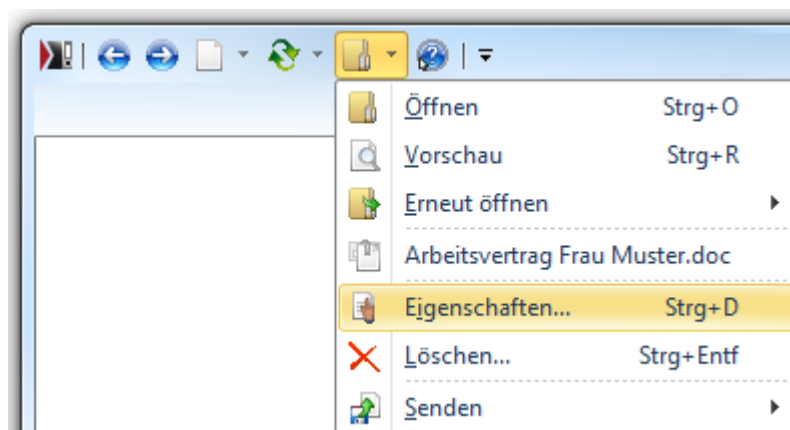 Öffnen Strg+O
Vorschau Strg+R
Erneut öffnen
Arbeitsvertrag Frau Muster.doc
Eigenschaften... Strg+D
Löschen... Strg+Entf
Senden